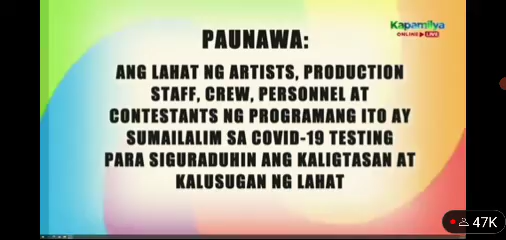 Kapamilya
ONLINE LIVE
PAUNAWA:
ANG LAHAT NG ARTISTS, PRODUCTION
STAFF, CREW, PERSONNEL AT
CONTESTANTS NG PROGRAMANG ITO AY
SUMAILALIM SA COVID-19 TESTING
PARA SIGURADUHIN ANG KALIGTASAN AT
KALUSUGAN NG LAHAT
47K